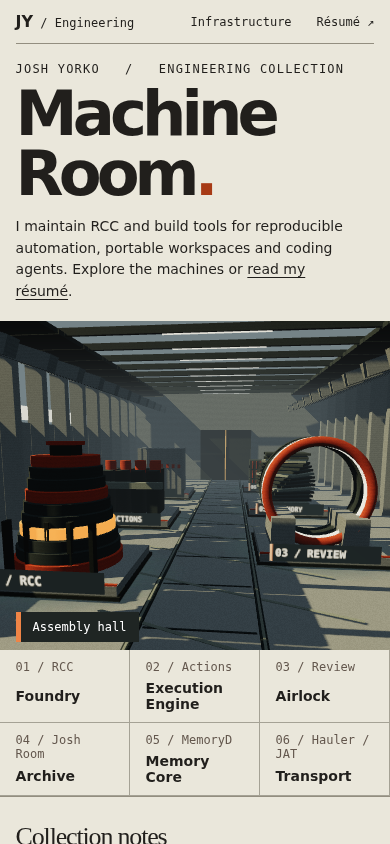 JY / Engineering
Infrastructure
Résumé ↗
JOSH YORKO / ENGINEERING COLLECTION
Machine
Room.
I maintain RCC and build tools for reproducible
automation, portable workspaces and coding
agents. Explore the machines or read my
résumé.
CTIONS
/ RCC
03 / REVIEW
Assembly hall
01 / RCC
Foundry
02 / Actions
Execution
Engine
03 / Review
Airlock
04 / Josh
Room
Archive
05 / MemoryD
Memory
Core
06 / Hauler /
JAT
Transport
Collection notes